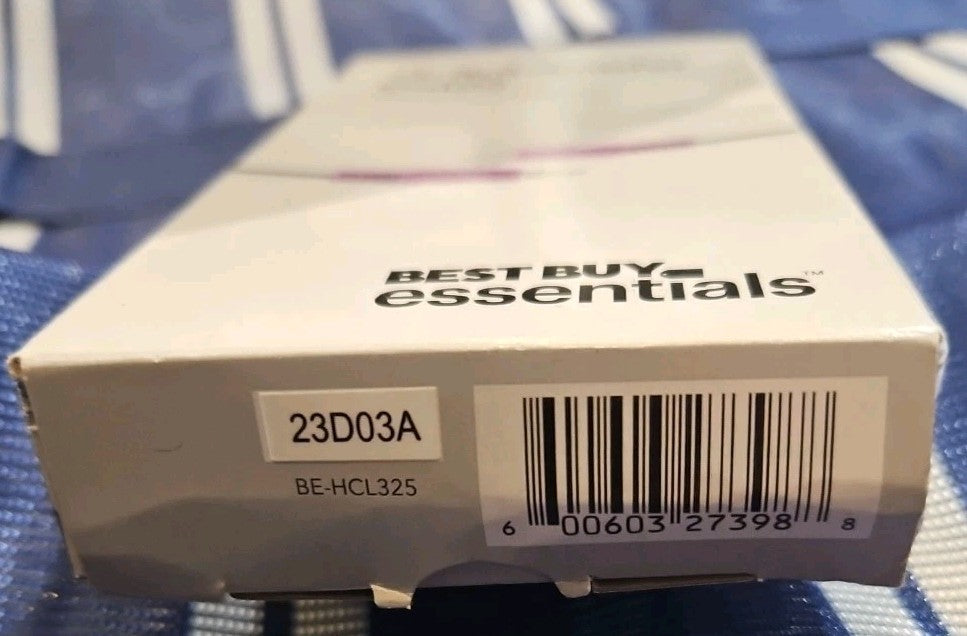 BEST BUY
essentials™
23D03A
BE-HCL325
6 00603 27398 8